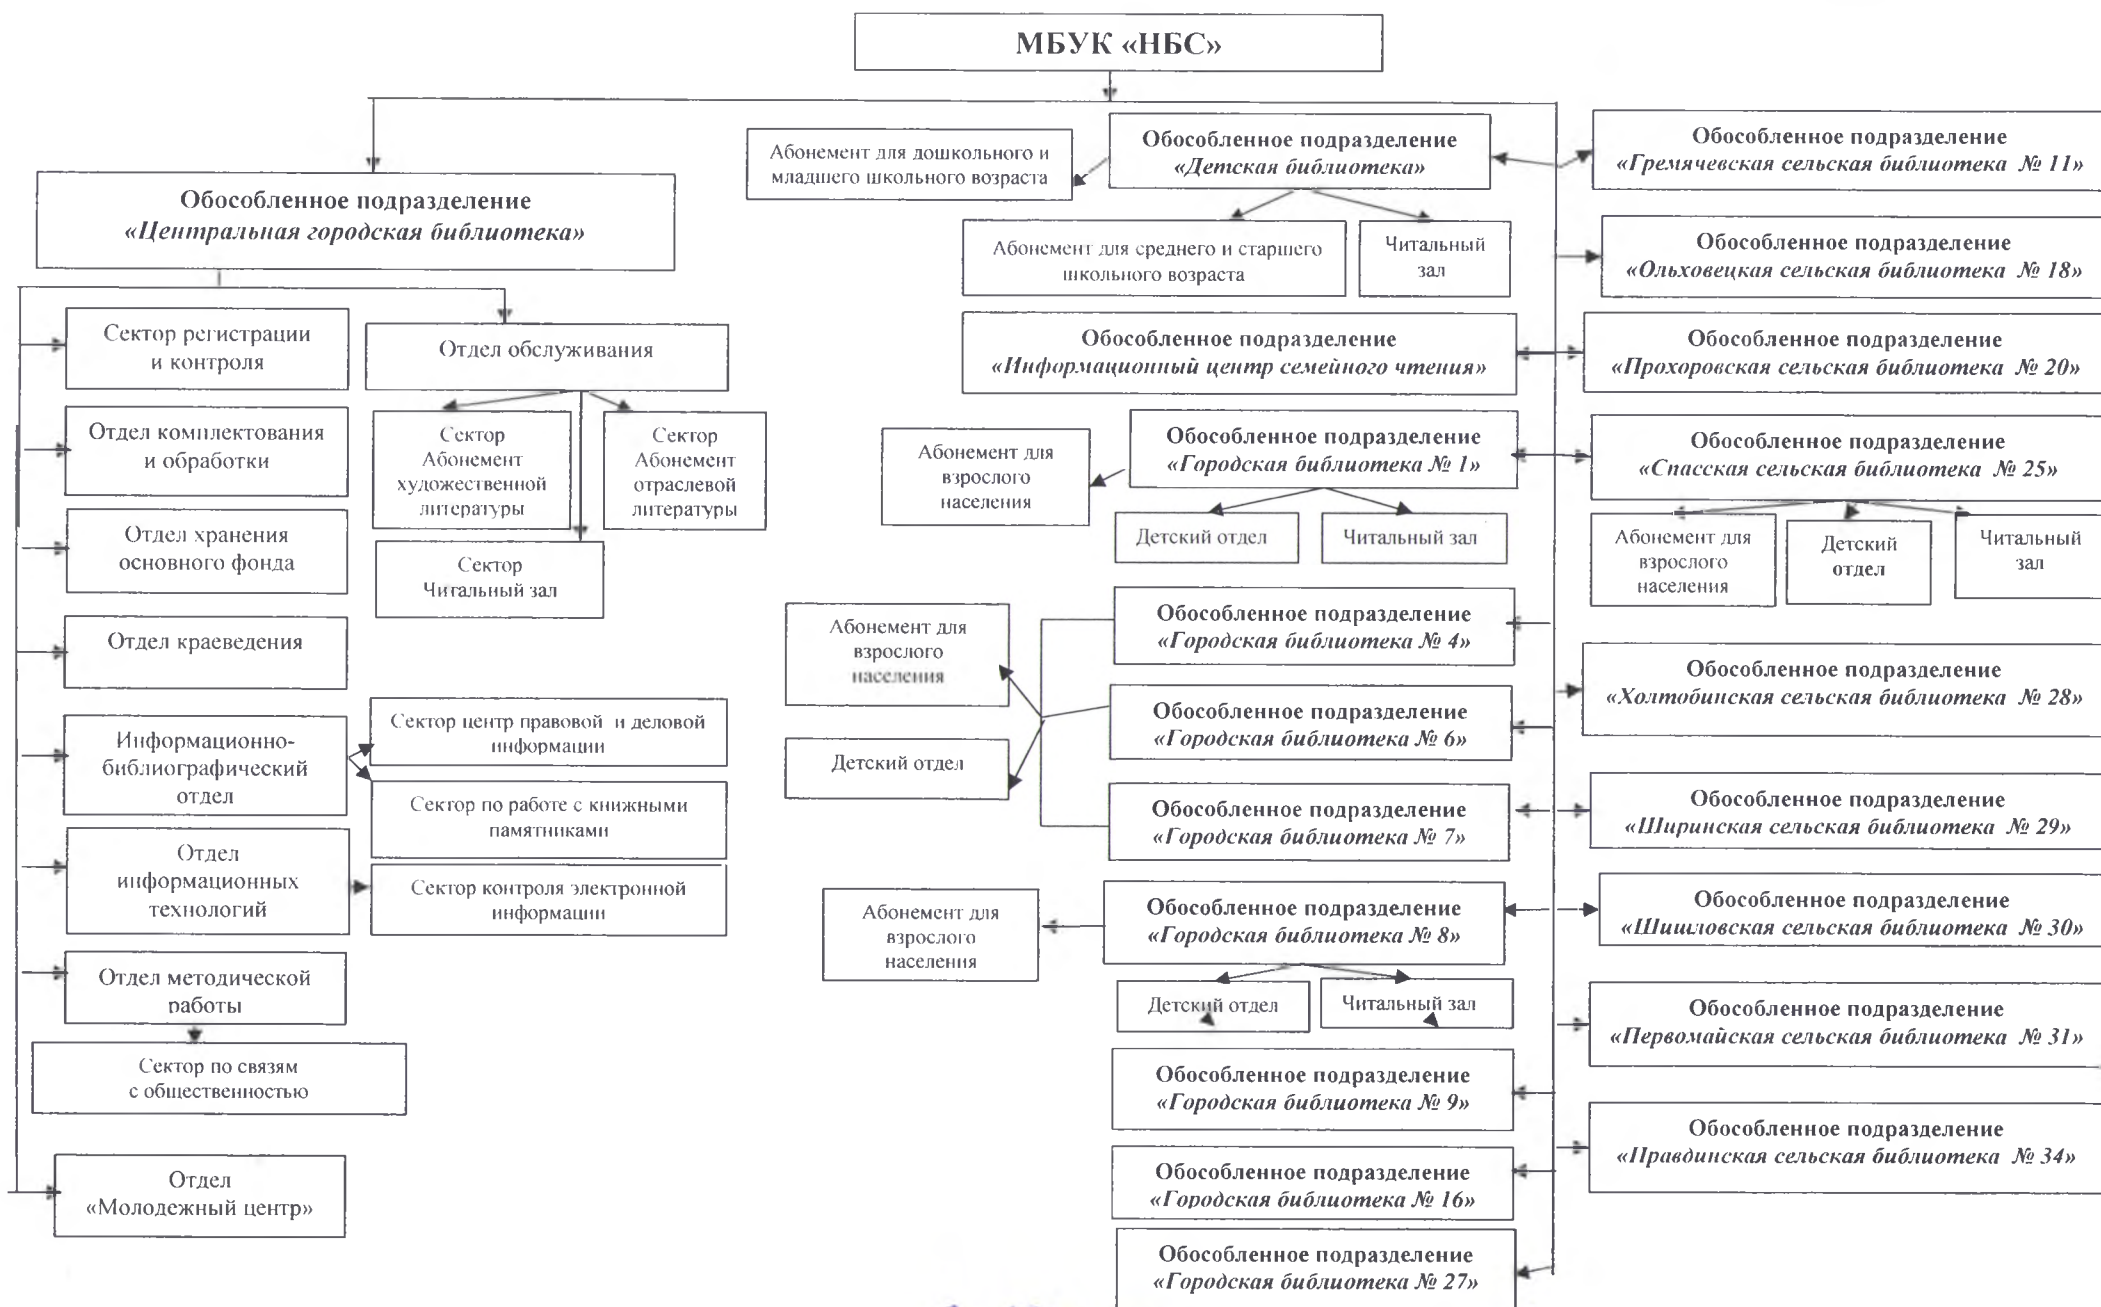 МБУК «НБС»
Обособленное подразделение
«Центральная городская библиотека»
Сектор регистрации
и контроля
Отдел обслуживания
Отдел комплектования
и обработки
Сектор
Абонемент
художественной
литературы
Сектор
Абонемент
отраслевой
литературы
Отдел хранения
основного фонда
Сектор
Читальный зал
Отдел краеведения
Информационно-
библиографический
отдел
Сектор центр правовой и деловой
информации
Сектор по работе с книжными
памятниками
Отдел
информационных
технологий
Сектор контроля электронной
информации
Отдел методической
работы
Сектор по связям
с общественностью
Отдел
«Молодежный центр»
Абонемент для дошкольного и
младшего школьного возраста
Обособленное подразделение
«Детская библиотека»
Абонемент для среднего и старшего
школьного возраста
Читальный
зал
Обособленное подразделение
«Информационный центр семейного чтения»
Абонемент для
взрослого
населения
Обособленное подразделение
«Городская библиотека № 1»
Детский отдел
Читальный зал
Абонемент для
взрослого
населения
Детский отдел
Обособленное подразделение
«Городская библиотека № 4»
Обособленное подразделение
«Городская библиотека № 6»
Обособленное подразделение
«Городская библиотека № 7»
Абонемент для
взрослого
населения
Обособленное подразделение
«Городская библиотека № 8»
Детский отдел
Читальный зал
Обособленное подразделение
«Городская библиотека № 9»
Обособленное подразделение
«Городская библиотека № 16»
Обособленное подразделение
«Городская библиотека № 27»
Обособленное подразделение
«Гремячевская сельская библиотека № 11»
Обособленное подразделение
«Ольховецкая сельская библиотека № 18»
Обособленное подразделение
«Прохоровская сельская библиотека № 20»
Обособленное подразделение
«Спасская сельская библиотека № 25»
Абонемент для
взрослого
населения
Детский
отдел
Читальный
зал
Обособленное подразделение
«Холтобинская сельская библиотека № 28»
Обособленное подразделение
«Ширинская сельская библиотека № 29»
Обособленное подразделение
«Шишловская сельская библиотека № 30»
Обособленное подразделение
«Первомайская сельская библиотека № 31»
Обособленное подразделение
«Правдинская сельская библиотека № 34»